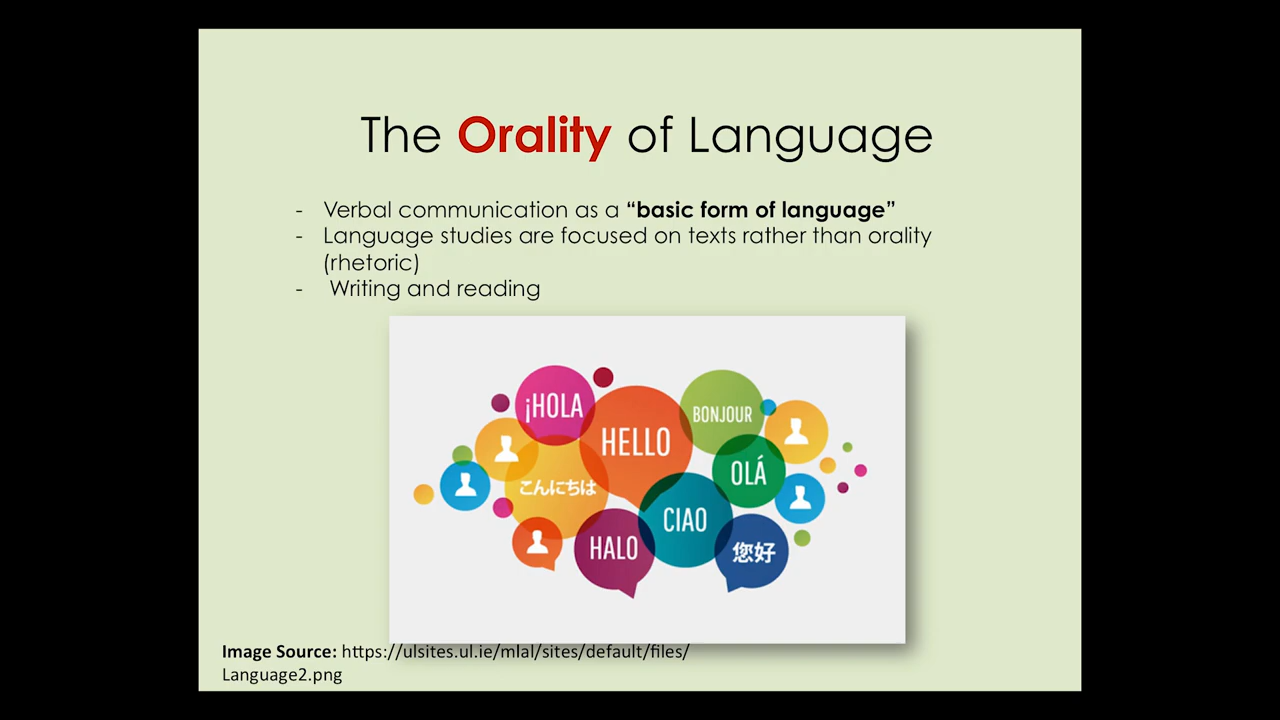 The Orality of Language
- Verbal communication as a “basic form of language”
- Language studies are focused on texts rather than orality
(rhetoric)
- Writing and reading
¡HOLA
HELLO
BONJOUR
こんにちは
OLÁ
CIAO
HALO
您好
Image Source: https://ulsites.ul.ie/mlal/sites/default/files/
Language2.png